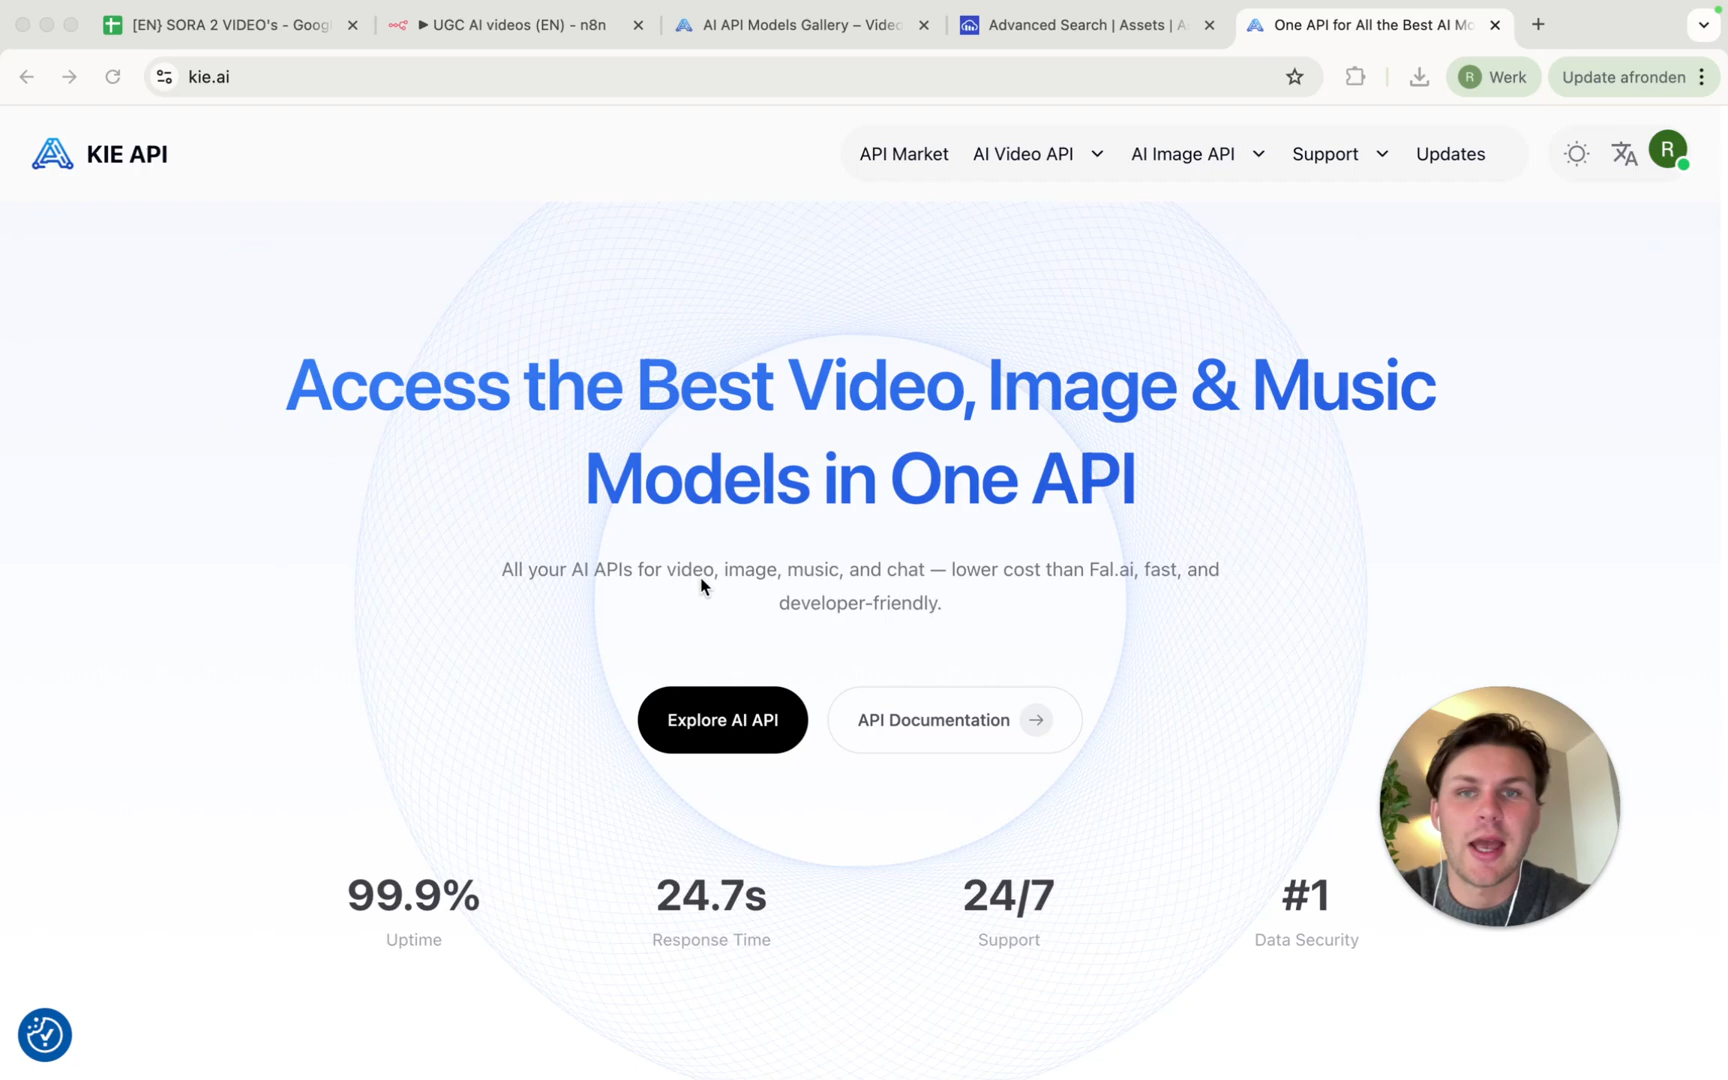 [EN} SORA 2 VIDEO's - Goog
▶ UGC AI videos (EN) - n8n
AI API Models Gallery – Vide
Advanced Search | Assets | A
One API for All the Best AI Mo
kie.ai
R
Werk
Update afronden
KIE API
API Market
AI Video API
AI Image API
Support
Updates
R
Access the Best Video, Image & Music
Models in One API
All your AI APIs for video, image, music, and chat — lower cost than Fal.ai, fast, and
developer-friendly.
Explore AI API
API Documentation
99.9%
24.7s
24/7
#1
Uptime
Response Time
Support
Data Security